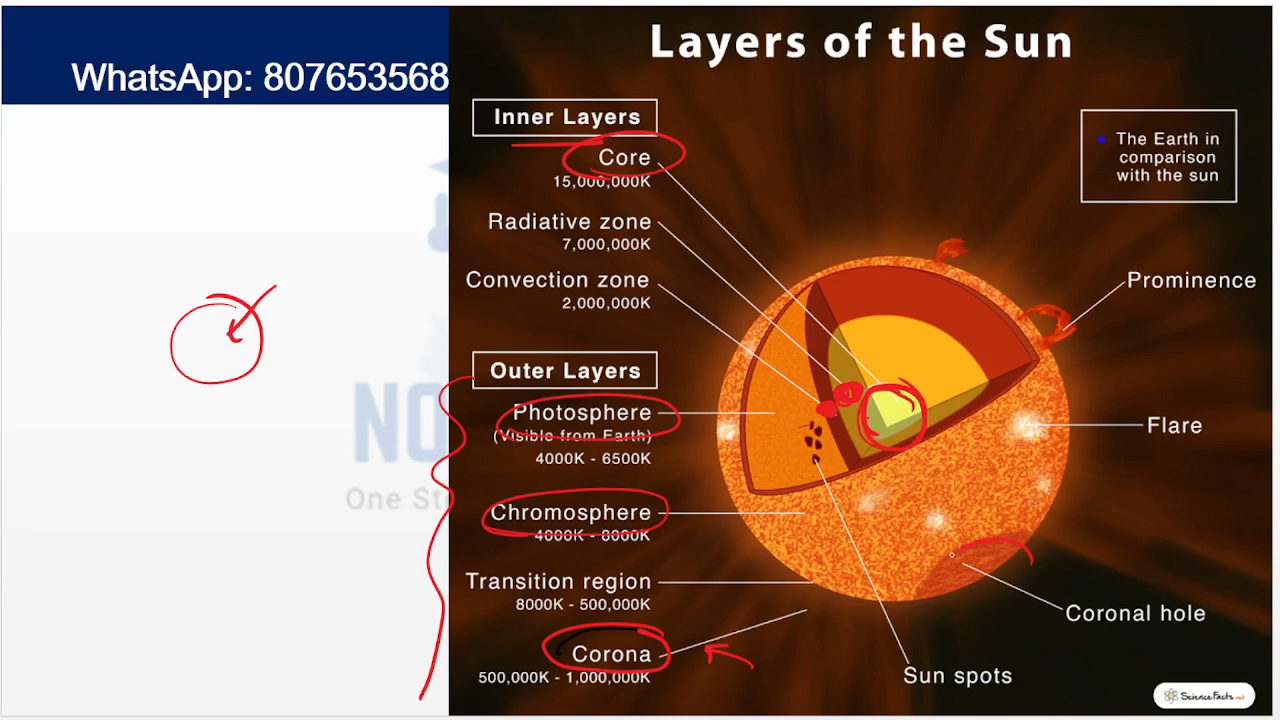 Layers of the Sun
WhatsApp: 807653568
Inner Layers
Core
15,000,000K
Radiative zone
7,000,000K
Convection zone
2,000,000K
Outer Layers
Photosphere
(Visible from Earth)
4000K - 6500K
Chromosphere
4000K - 8000K
Transition region
8000K - 500,000K
Corona
500,000K - 1,000,000K
The Earth in
comparison
with the sun
Prominence
Flare
Coronal hole
Sun spots
ScienceFacts.net
NO
One